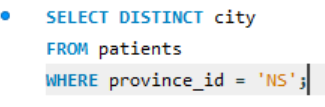 SELECT DISTINCT city
FROM patients
WHERE province_id = 'NS';